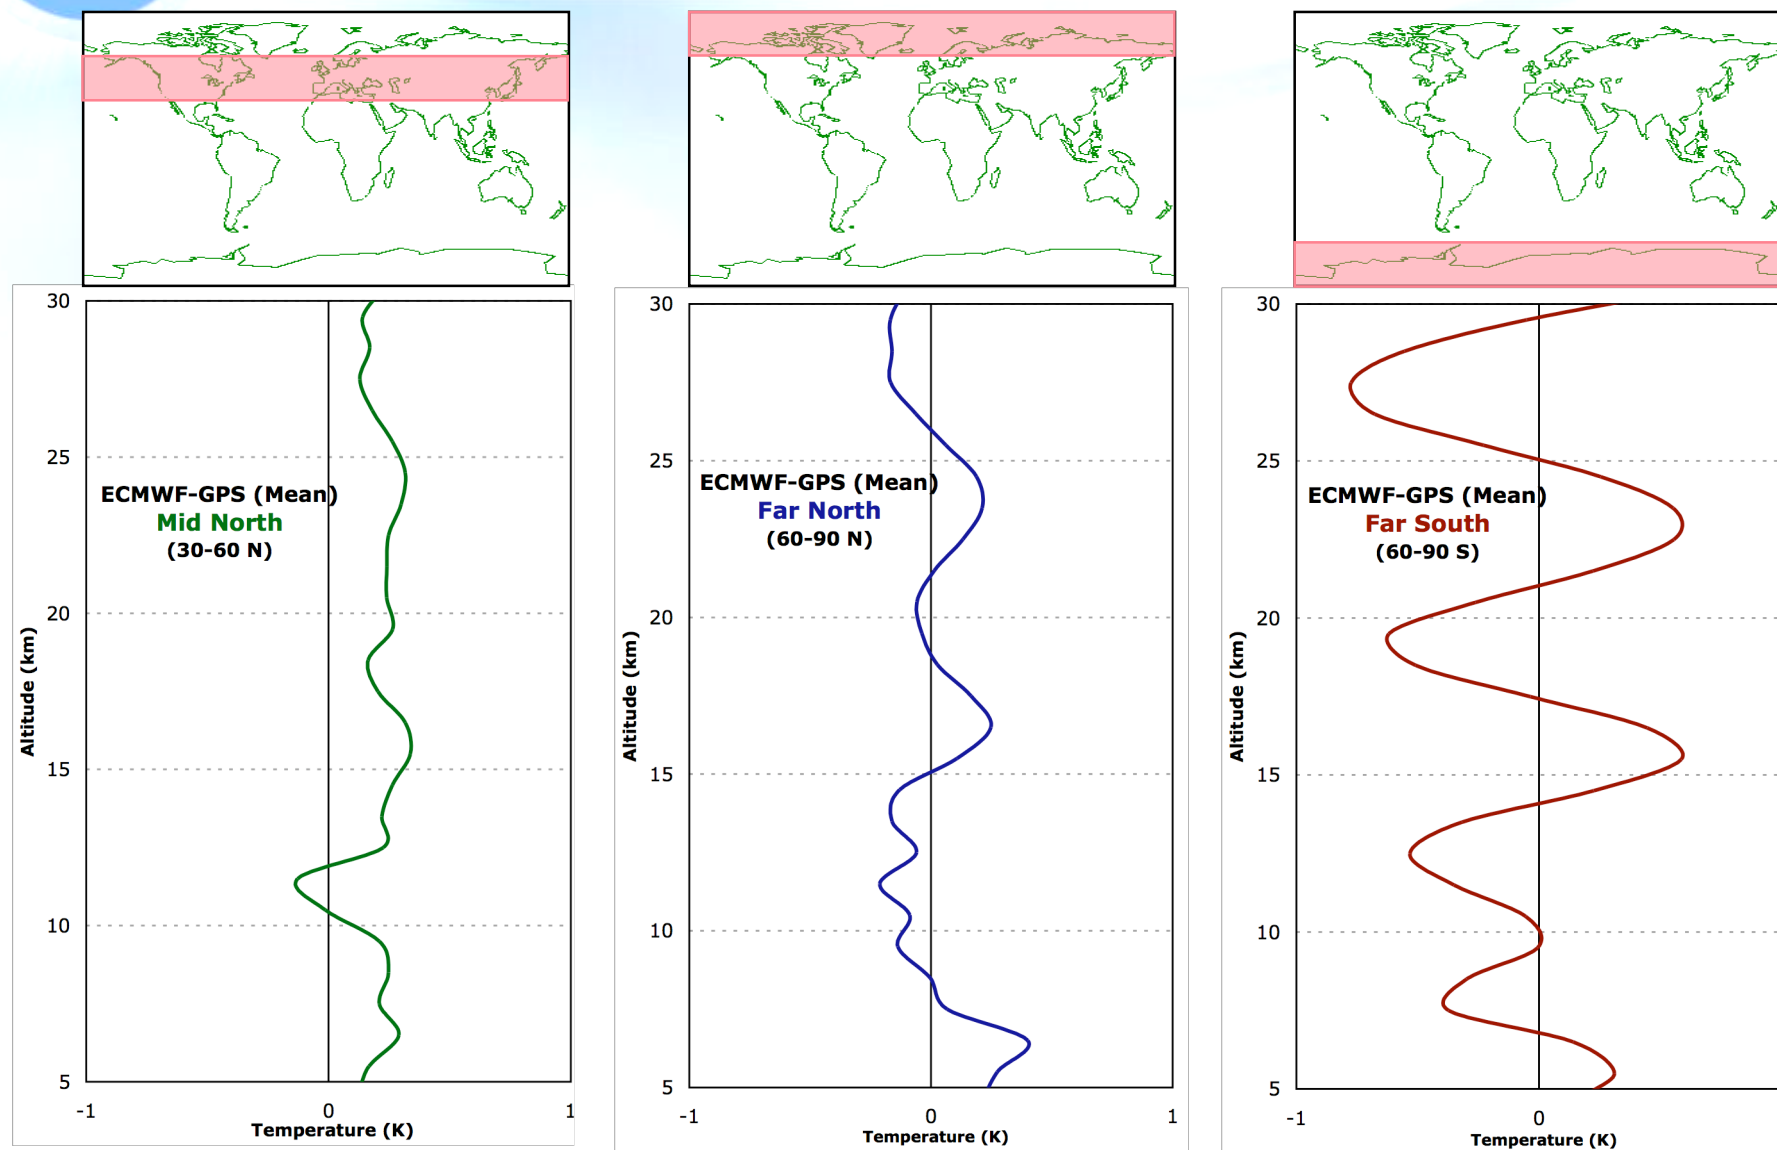 30
25
20
15
10
5
Altitude (km)
ECMWF-GPS (Mean)
Mid North
(30-60 N)
-1
0
1
Temperature (K)
30
25
20
15
10
5
Altitude (km)
ECMWF-GPS (Mean)
Far North
(60-90 N)
-1
0
1
Temperature (K)
30
25
20
15
10
5
Altitude (km)
ECMWF-GPS (Mean)
Far South
(60-90 S)
-1
0
Temperature (K)